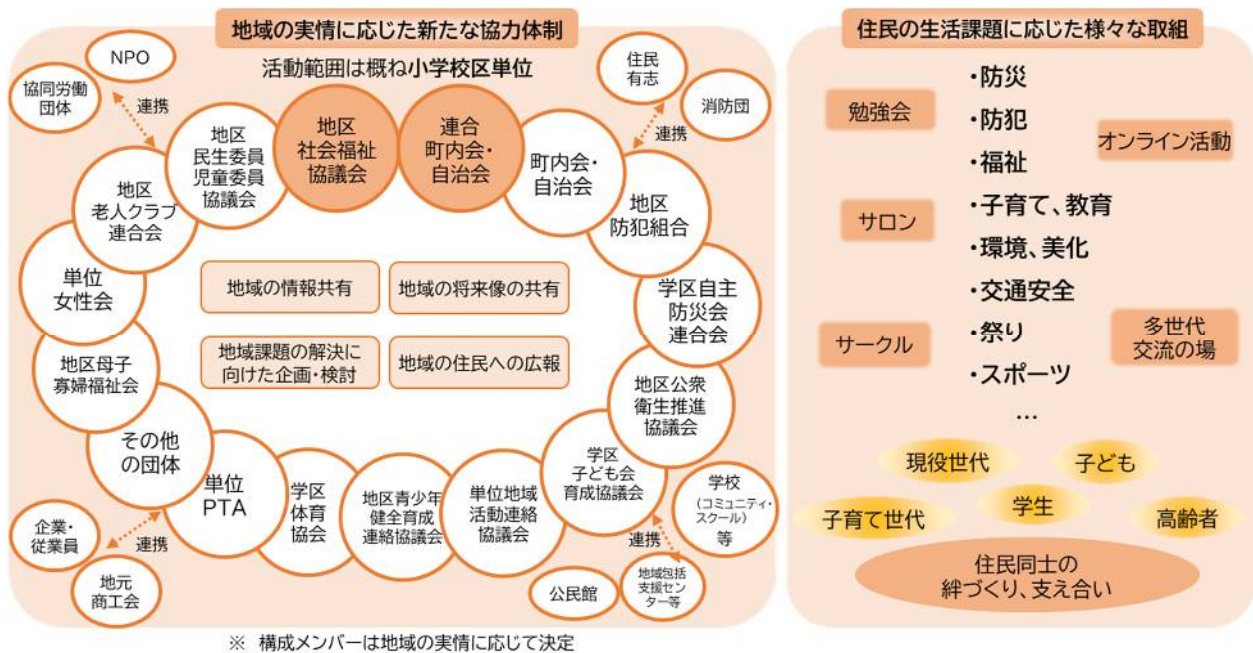 地域の実情に応じた新たな協力体制
活動範囲は概ね小学校区単位
NPO
協同労働
団体
連携
住民
有志
消防団
連携
地区
社会福祉
協議会
連合
町内会・
自治会
町内会・
自治会
地区
防犯組合
学区自主
防災会
連合会
地区公衆
衛生推進
協議会
学区
子ども会
育成協議会
単位地域
活動連絡
協議会
地区青少年
健全育成
連絡協議会
学区
体育
協会
単位
PTA
その他
の団体
地区母子
寡婦福祉会
単位
女性会
地区
老人クラブ
連合会
地区
民生委員
児童委員
協議会
地域の情報共有
地域の将来像の共有
地域課題の解決に
向けた企画・検討
地域の住民への広報
企業・
従業員
連携
地元
商工会
学校
(コミュニティ・
スクール)
等
連携
公民館
地域包括
支援セン
ター等
※ 構成メンバーは地域の実情に応じて決定
住民の生活課題に応じた様々な取組
勉強会
サロン
サークル
・防災
・防犯
・福祉
・子育て、教育
・環境、美化
・交通安全
・祭り
・スポーツ
…
オンライン活動
多世代
交流の場
現役世代
子ども
子育て世代
学生
高齢者
住民同士の
絆づくり、支え合い